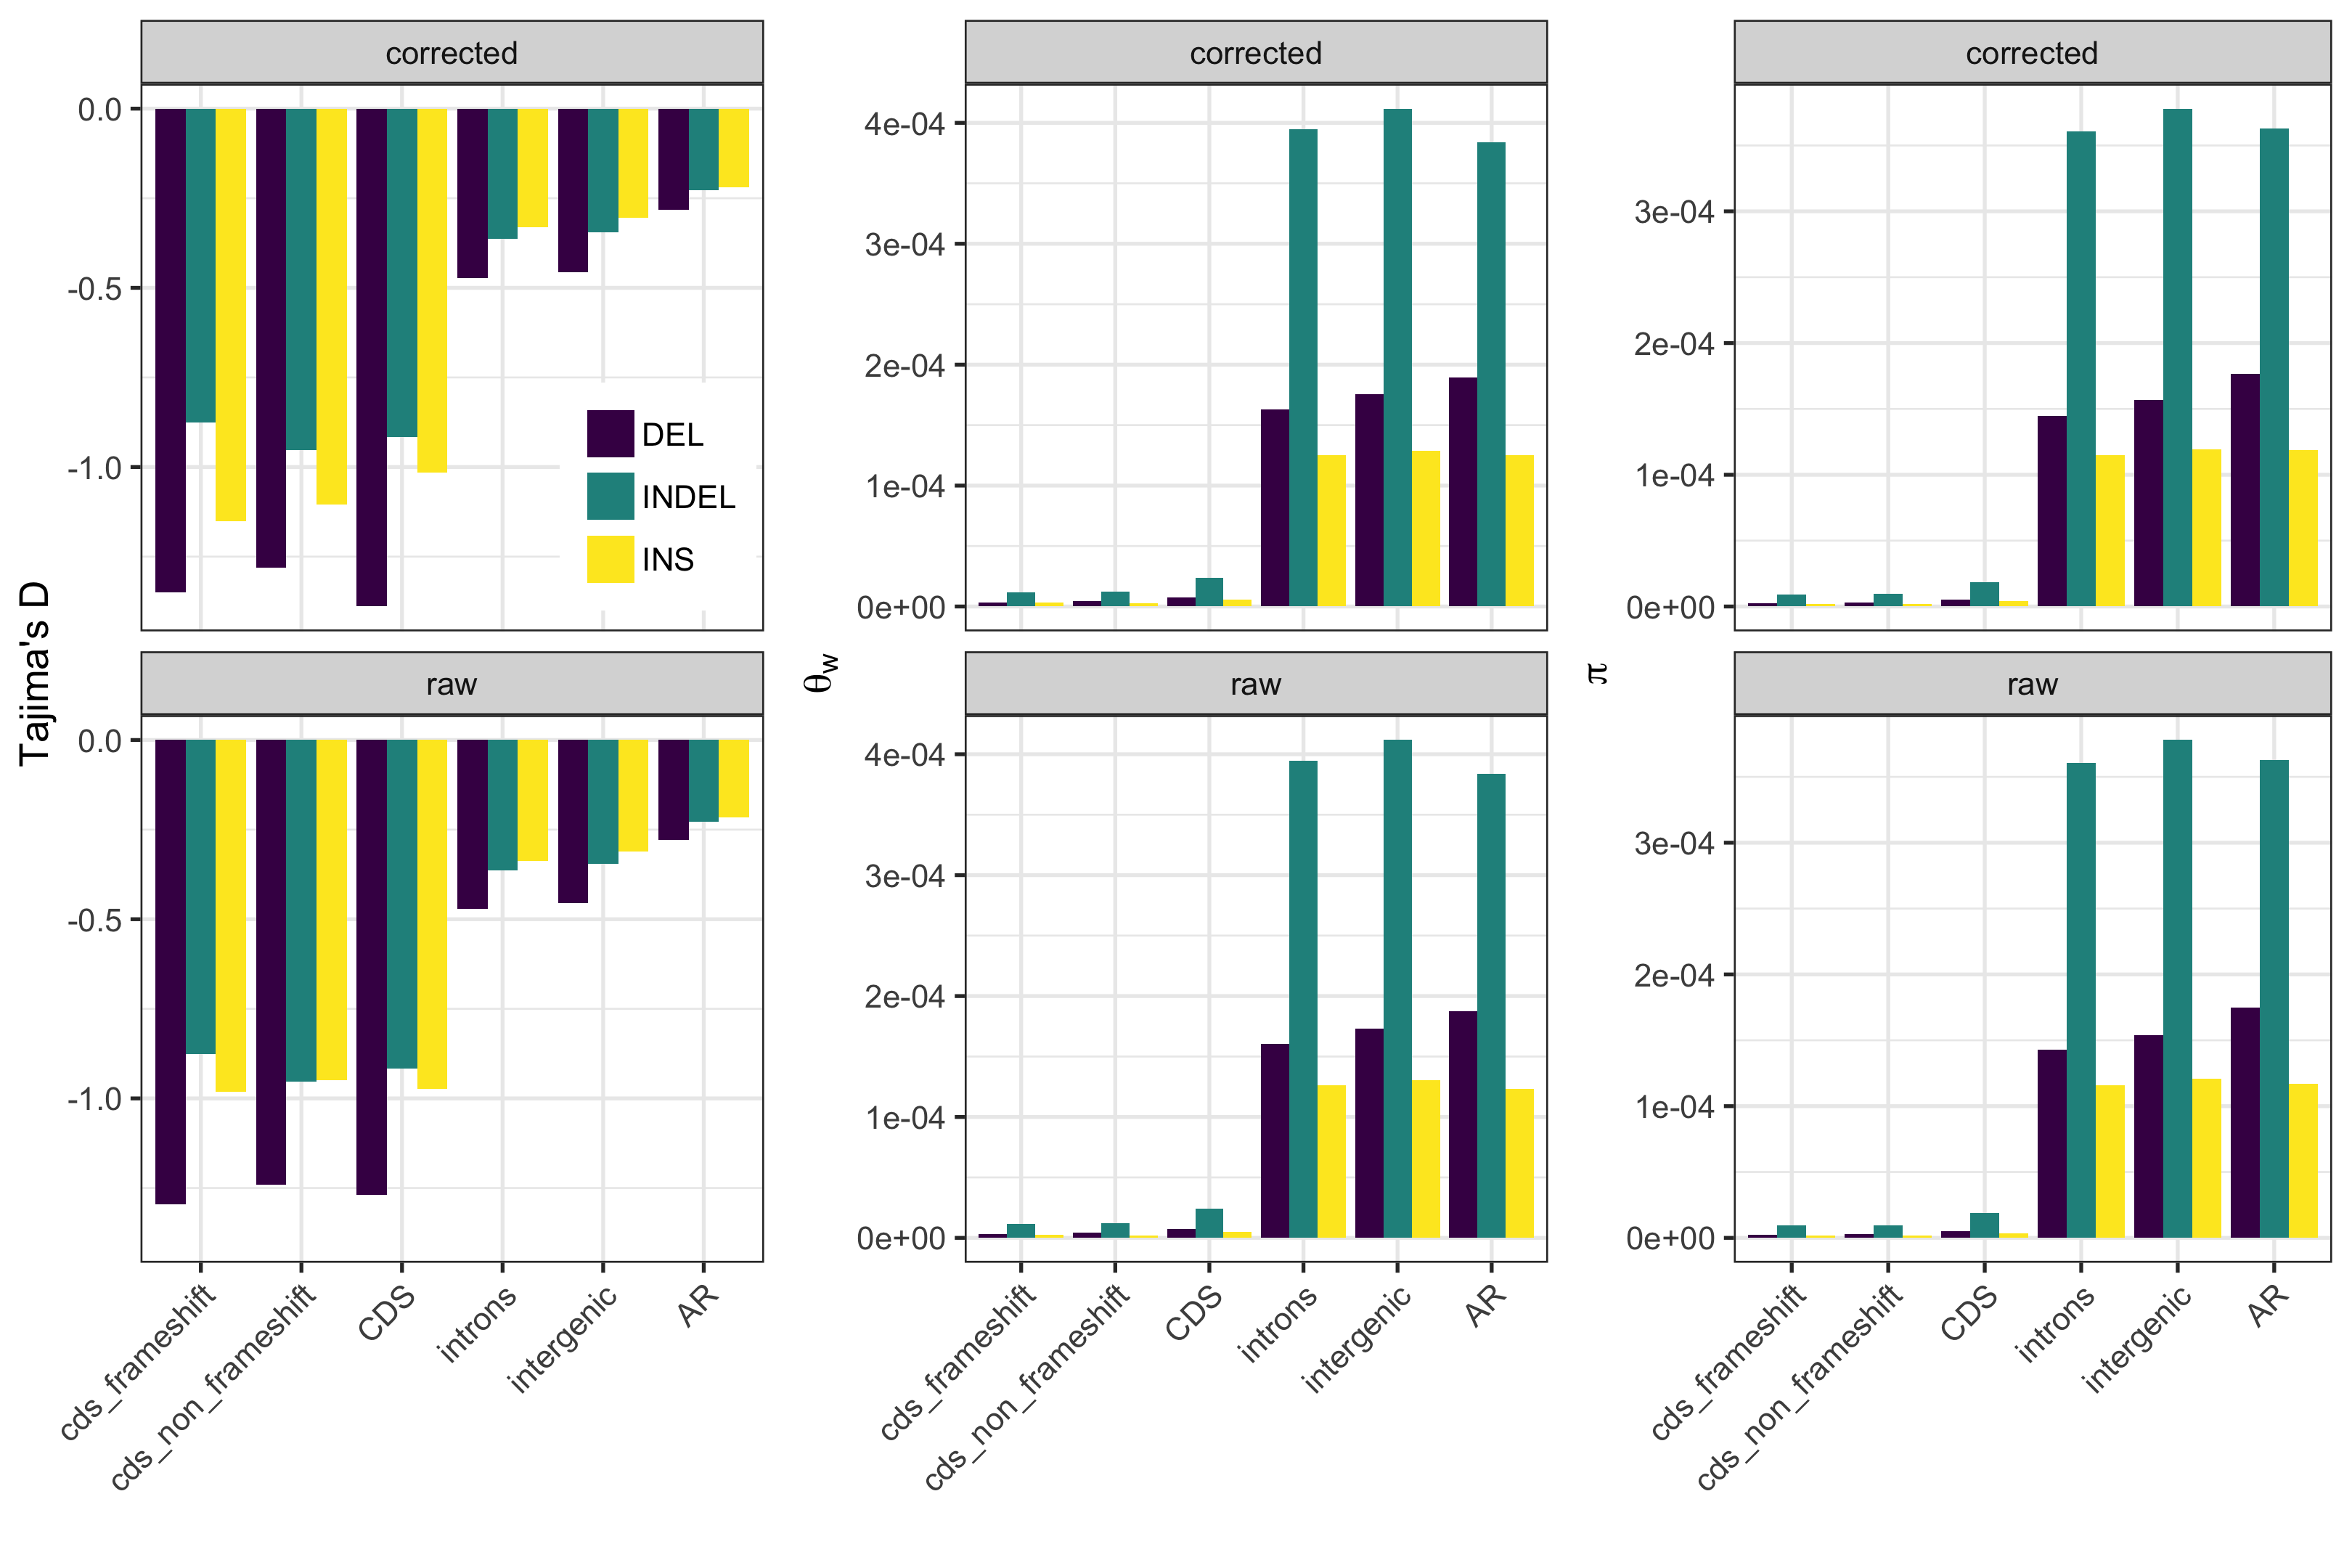 corrected
corrected
corrected
0.0
-0.5
-1.0
DEL
INDEL
INS
4e-04
3e-04
2e-04
1e-04
0e+00
3e-04
2e-04
1e-04
0e+00
Tajima's D
θw
π
raw
raw
raw
0.0
-0.5
-1.0
4e-04
3e-04
2e-04
1e-04
0e+00
3e-04
2e-04
1e-04
0e+00
cds_frameshift
cds_non_frameshift
CDS
introns
intergenic
AR
cds_frameshift
cds_non_frameshift
CDS
introns
intergenic
AR
cds_frameshift
cds_non_frameshift
CDS
introns
intergenic
AR